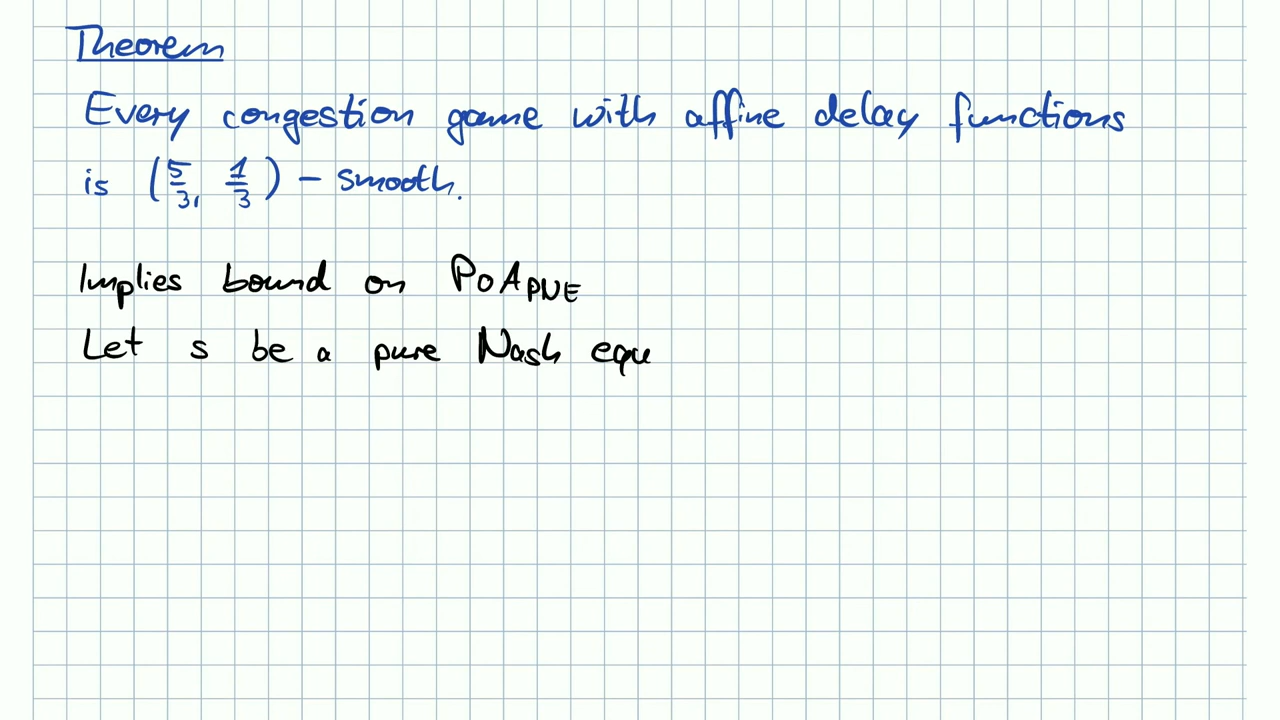 Theorem
Every congestion game with affine delay functions
is (5/3, 1/3) - smooth.
Implies bound on PoA_PNE
Let s be a pure Nash equ